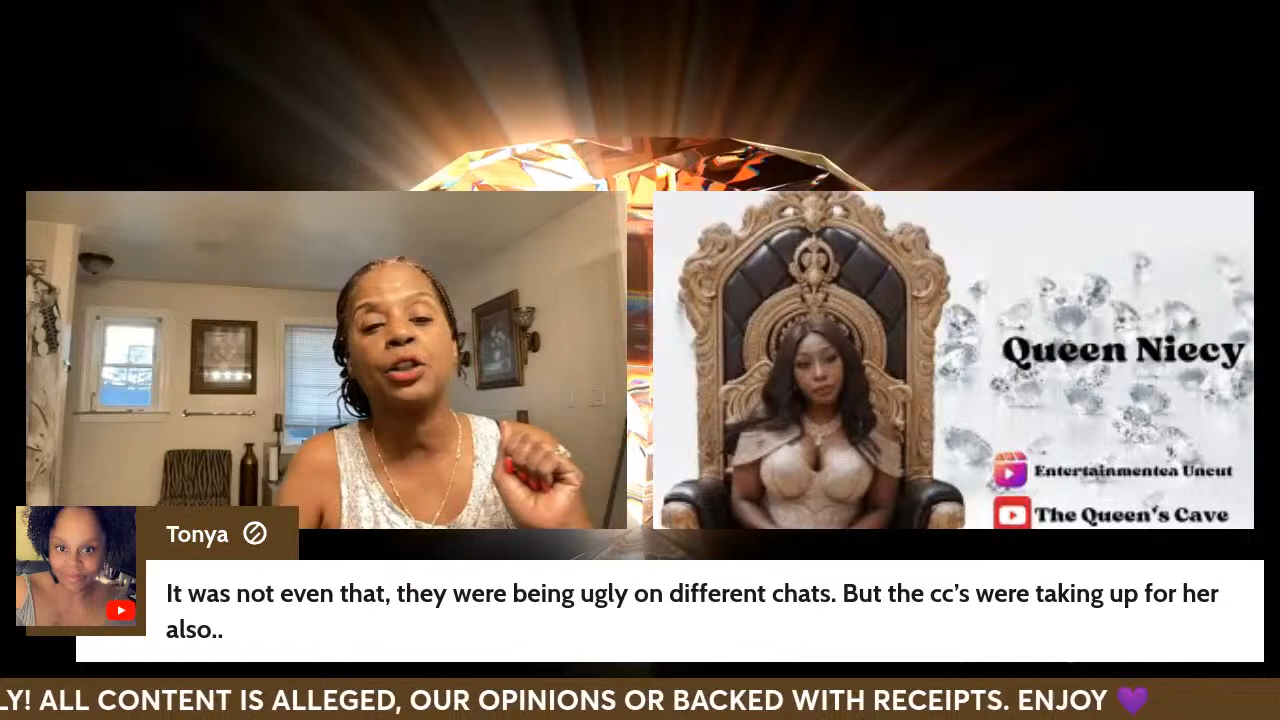 Queen Niecy
Entertainmentea Uncut
The Queen's Cave
Tonya
It was not even that, they were being ugly on different chats. But the cc's were taking up for her
also..
LY! ALL CONTENT IS ALLEGED, OUR OPINIONS OR BACKED WITH RECEIPTS. ENJOY 💜